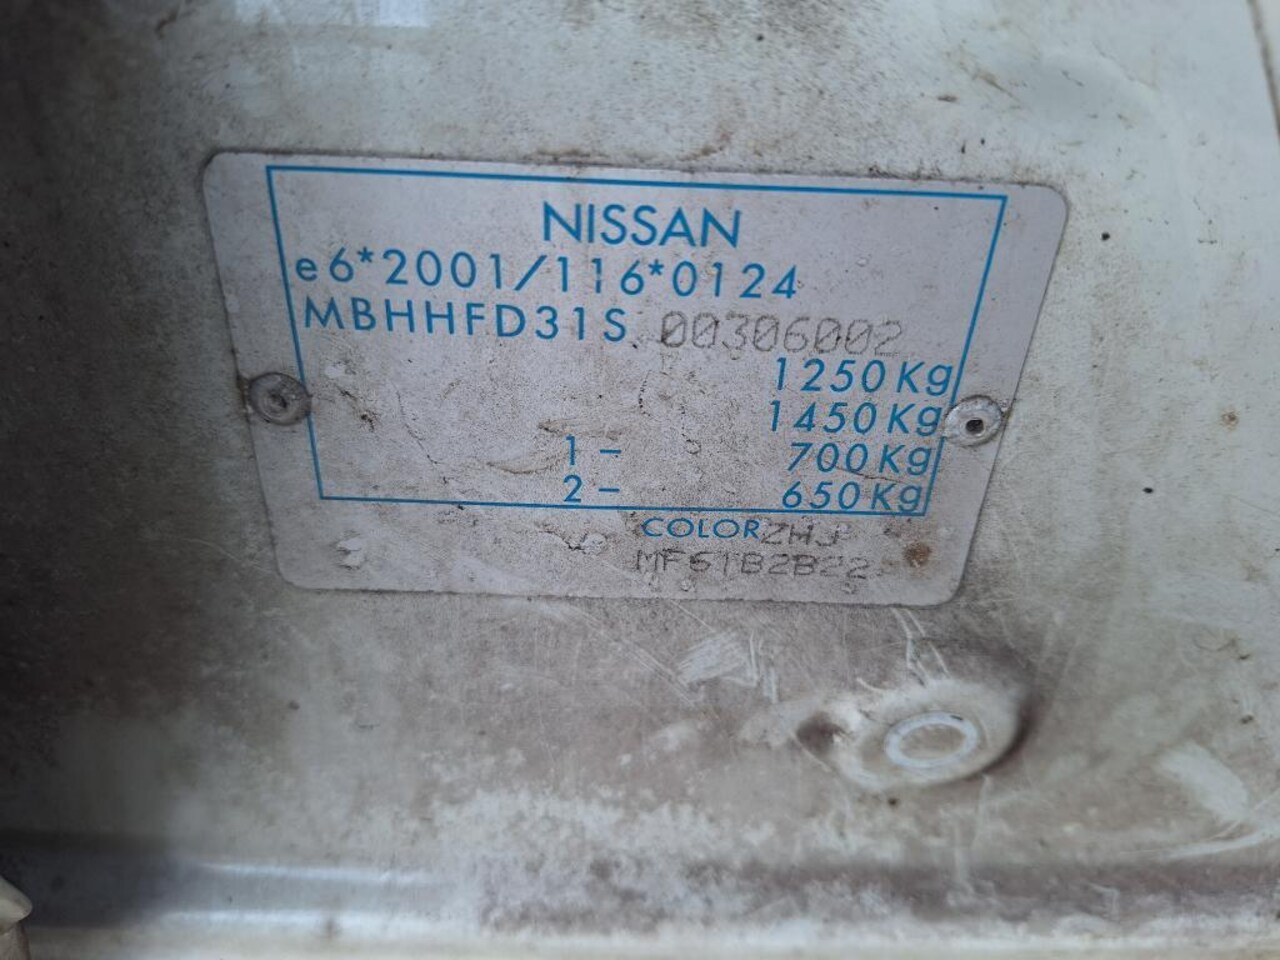 NISSAN
e6*2001/116*0124
MBHHFD31S 00306002
1250Kg
1450Kg
1 - 700Kg
2 - 650Kg
COLOR ZHJ
MF61B2B22